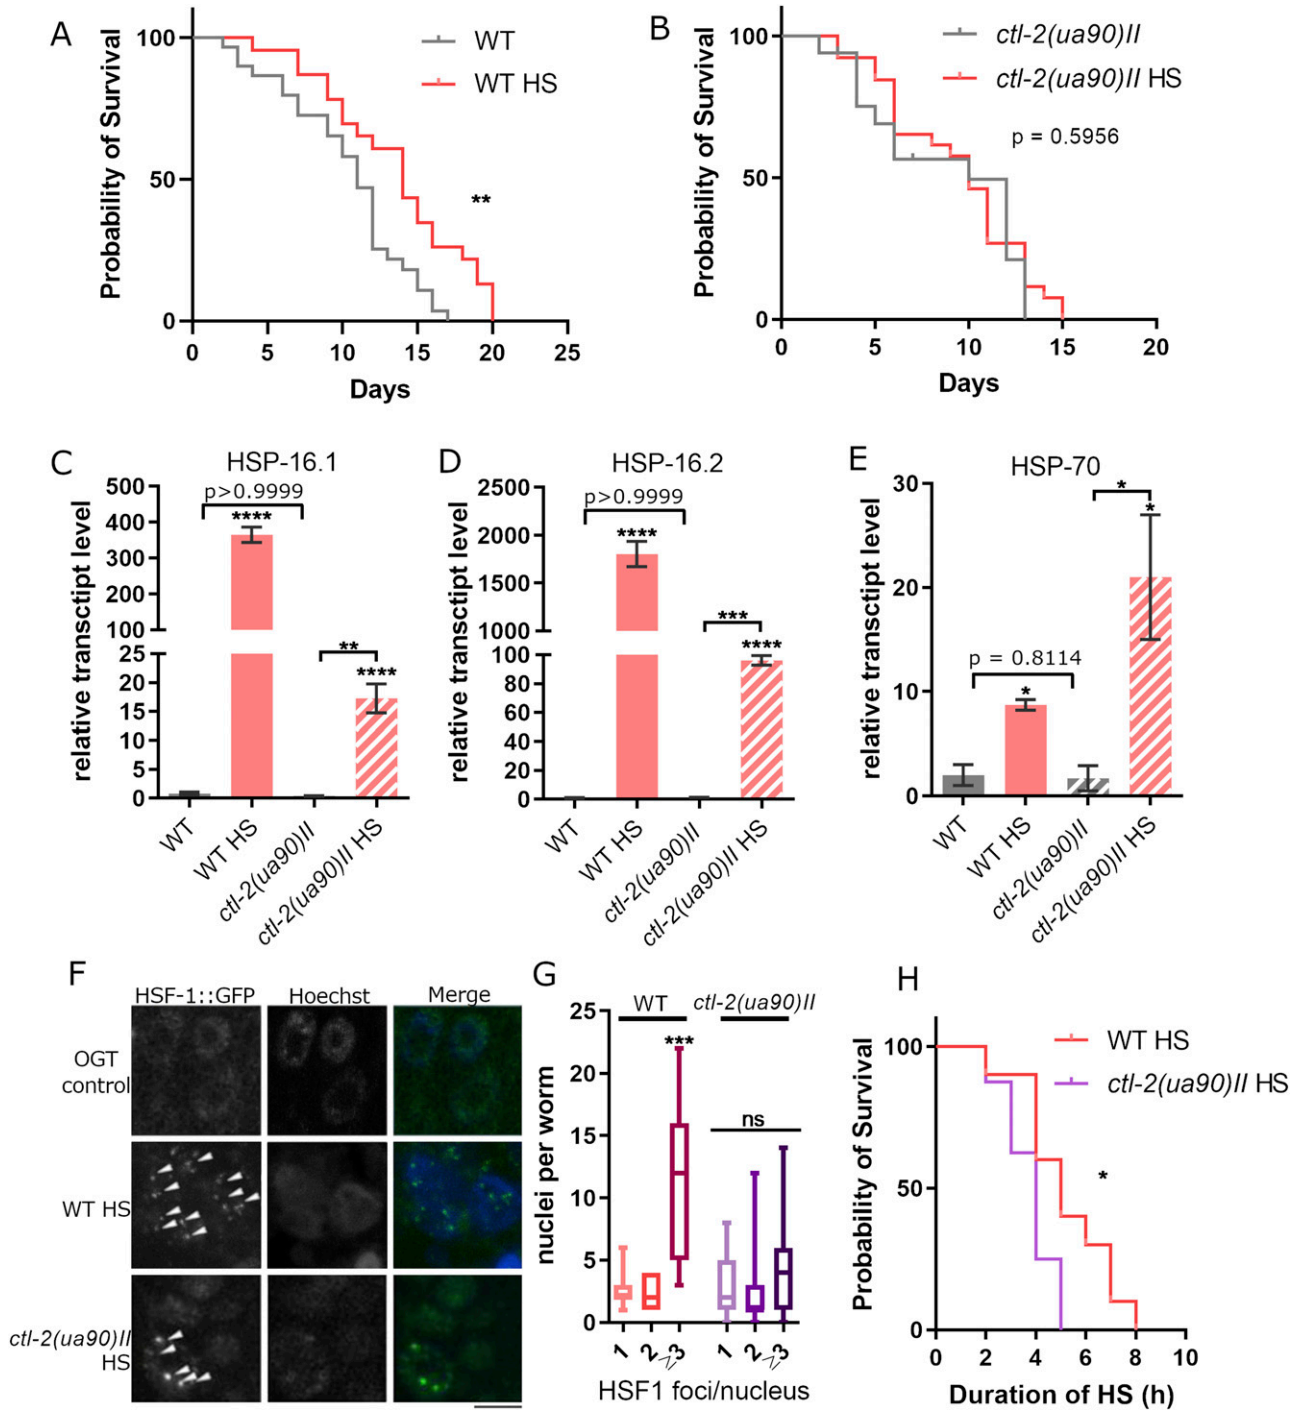 A
Probability of Survival
100
50
0
0 5 10 15 20 25
Days
WT
WT HS
**
B
Probability of Survival
100
50
0
0 5 10 15 20
Days
ctl-2(ua90)II
ctl-2(ua90)II HS
p = 0.5956
C
HSP-16.1
relative transctipt level
500
400
300
200
100
25
20
15
10
5
0
p>0.9999
****
**
****
WT
WT HS
ctl-2(ua90)II
ctl-2(ua90)II HS
D
HSP-16.2
relative transctipt level
2500
2000
1500
1000
100
80
60
40
20
0
p>0.9999
****
***
****
WT
WT HS
ctl-2(ua90)II
ctl-2(ua90)II HS
E
HSP-70
relative transctipt level
30
20
10
0
p = 0.8114
*
*
*
WT
WT HS
ctl-2(ua90)II
ctl-2(ua90)II HS
F
HSF-1::GFP Hoechst Merge
OGT
control
WT HS
ctl-2(ua90)II
HS
G
WT ctl-2(ua90)II
nuclei per worm
25
20
15
10
5
0
***
ns
1 2 ≥3 1 2 ≥3
HSF1 foci/nucleus
H
Probability of Survival
100
50
0
0 2 4 6 8 10
Duration of HS (h)
WT HS
ctl-2(ua90)II HS
*